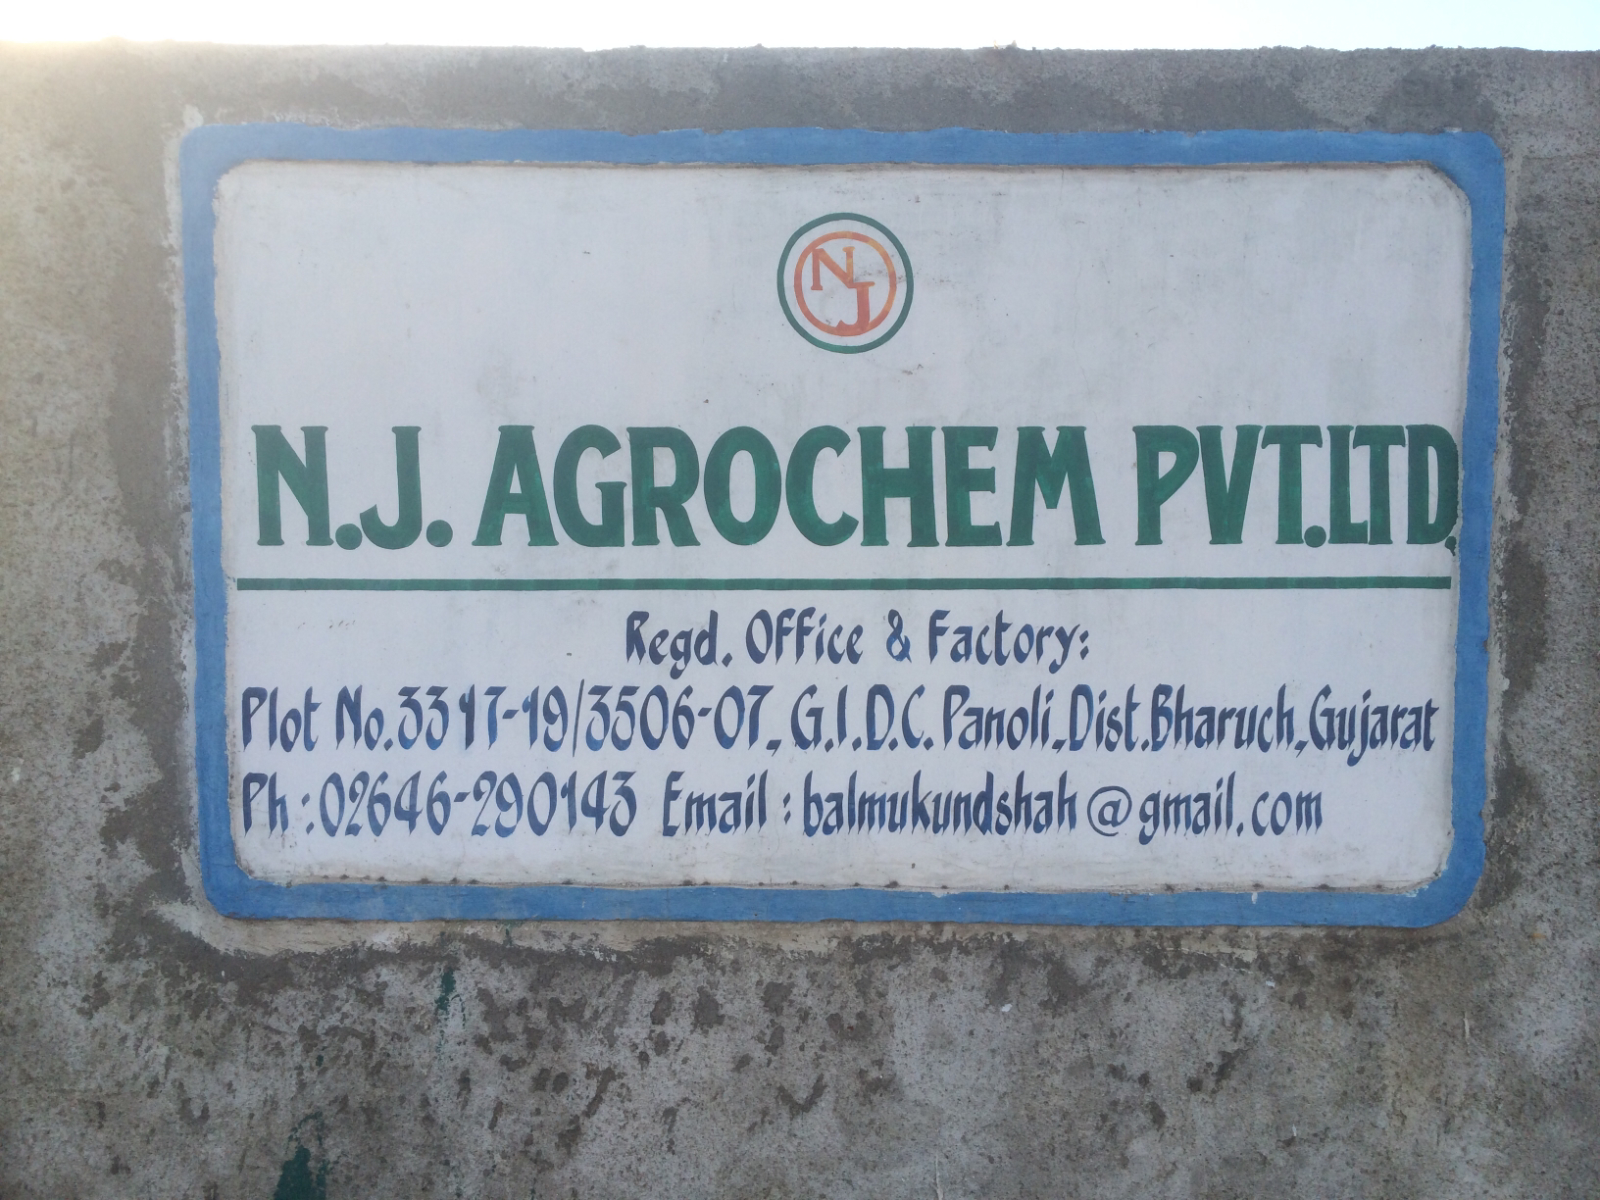 NJ
N.J. AGROCHEM PVT.LTD.
Regd. Office & Factory:
Plot No.3317-19/3506-07, G.I.D.C. Panoli, Dist.Bharuch, Gujarat
Ph : 02646-290143 Email : balmukundshah@gmail.com